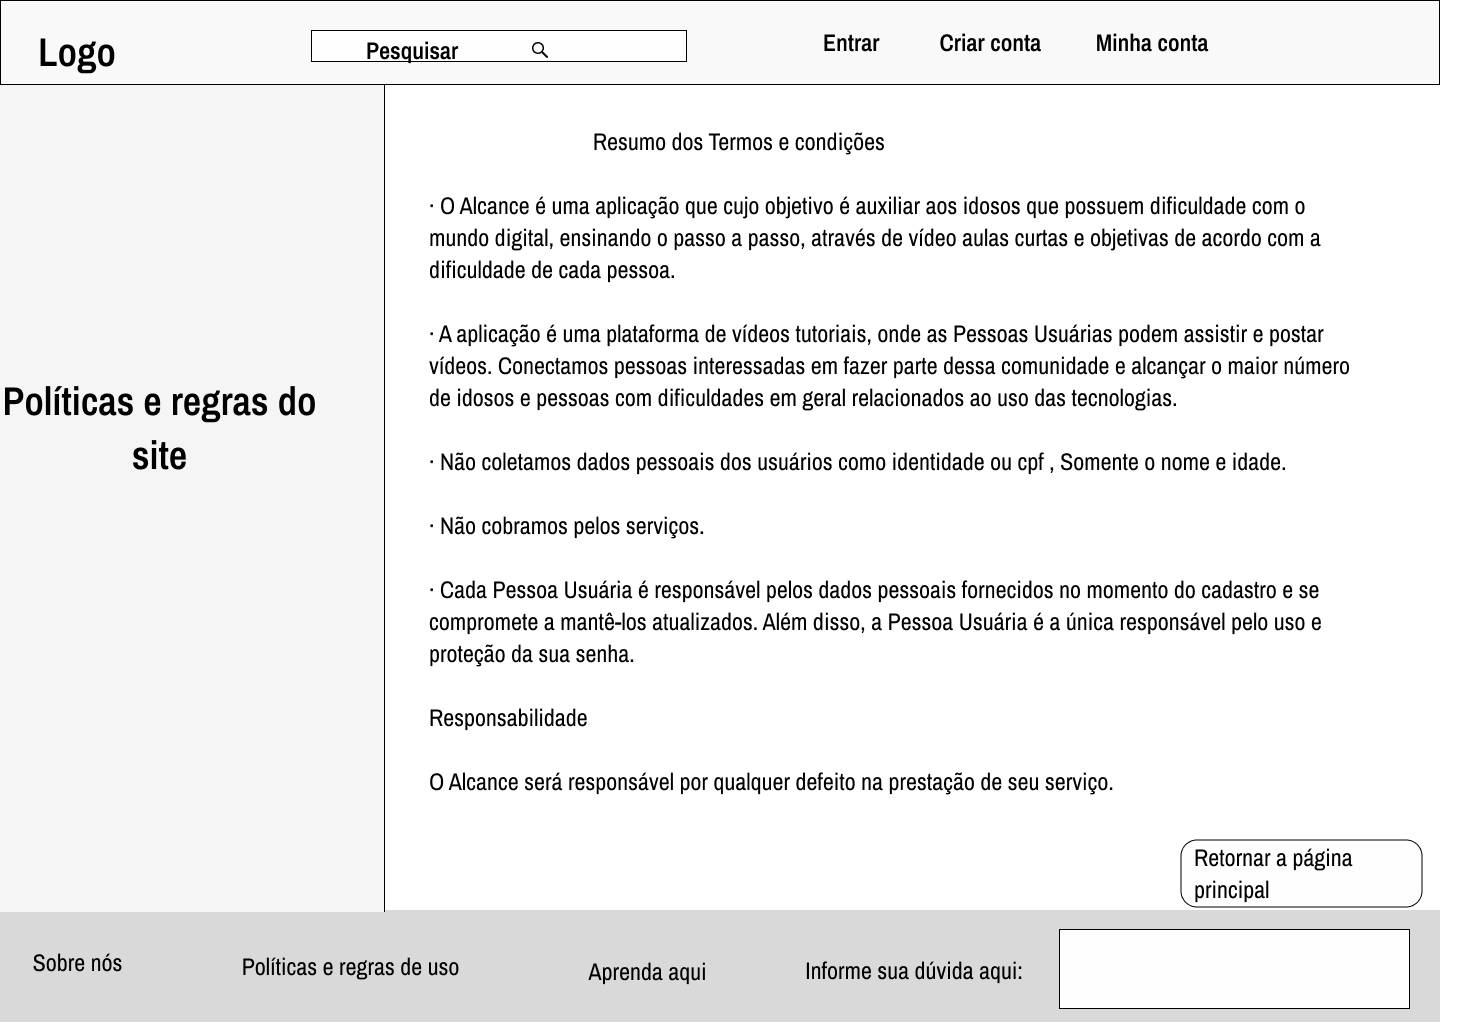 Logo
Pesquisar
Entrar
Criar conta
Minha conta
Políticas e regras do
site
Resumo dos Termos e condições
· O Alcance é uma aplicação que cujo objetivo é auxiliar aos idosos que possuem dificuldade com o
mundo digital, ensinando o passo a passo, através de vídeo aulas curtas e objetivas de acordo com a
dificuldade de cada pessoa.
· A aplicação é uma plataforma de vídeos tutoriais, onde as Pessoas Usuárias podem assistir e postar
vídeos. Conectamos pessoas interessadas em fazer parte dessa comunidade e alcançar o maior número
de idosos e pessoas com dificuldades em geral relacionados ao uso das tecnologias.
· Não coletamos dados pessoais dos usuários como identidade ou cpf , Somente o nome e idade.
· Não cobramos pelos serviços.
· Cada Pessoa Usuária é responsável pelos dados pessoais fornecidos no momento do cadastro e se
compromete a mantê-los atualizados. Além disso, a Pessoa Usuária é a única responsável pelo uso e
proteção da sua senha.
Responsabilidade
O Alcance será responsável por qualquer defeito na prestação de seu serviço.
Retornar a página
principal
Sobre nós
Políticas e regras de uso
Aprenda aqui
Informe sua dúvida aqui: